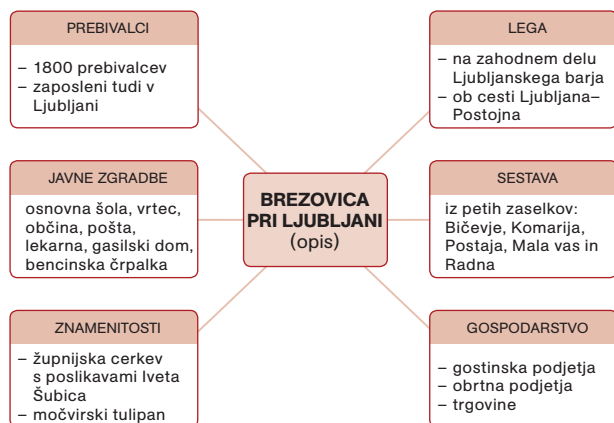 PREBIVALCI
– 1800 prebivalcev
– zaposleni tudi v
Ljubljani
LEGA
– na zahodnem delu
Ljubljanskega barja
– ob cesti Ljubljana–
Postojna
JAVNE ZGRADBE
osnovna šola, vrtec,
občina, pošta,
lekarna, gasilski dom,
bencinska črpalka
BREZOVICA
PRI LJUBLJANI
(opis)
SESTAVA
iz petih zaselkov:
Bičevje, Komarija,
Postaja, Mala vas in
Radna
ZNAMENITOSTI
– župnijska cerkev
s poslikavami Iveta
Šubica
– močvirski tulipan
GOSPODARSTVO
– gostinska podjetja
– obrtna podjetja
– trgovine